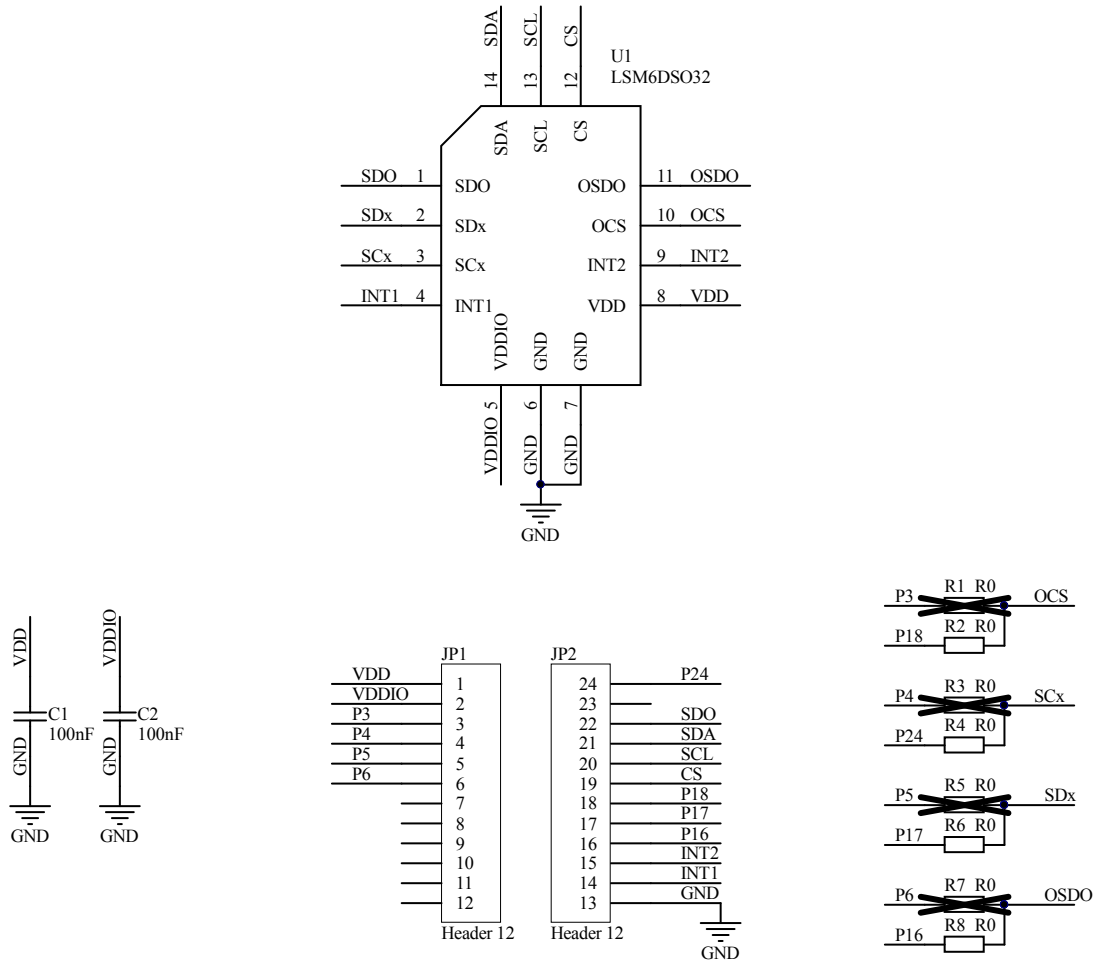 SDA
SCL
CS
14
13
12
U1
LSM6DSO32
SDA
SCL
CS
SDO 1 SDO
OSDO 11 OSDO
SDx 2 SDx
OCS 10 OCS
SCx 3 SCx
INT2 9 INT2
INT1 4 INT1
VDD 8 VDD
VDDIO
GND
GND
5
6
7
VDDIO
GND
GND
GND
VDD
C1
100nF
GND
GND
VDDIO
C2
100nF
GND
GND
JP1
VDD 1
VDDIO 2
P3 3
P4 4
P5 5
P6 6
7
8
9
10
11
12
Header 12
JP2
24 P24
23
22 SDO
21 SDA
20 SCL
19 CS
18 P18
17 P17
16 P16
15 INT2
14 INT1
13 GND
Header 12
GND
P3 R1 R0 OCS
P18 R2 R0
P4 R3 R0 SCx
P24 R4 R0
P5 R5 R0 SDx
P17 R6 R0
P6 R7 R0 OSDO
P16 R8 R0